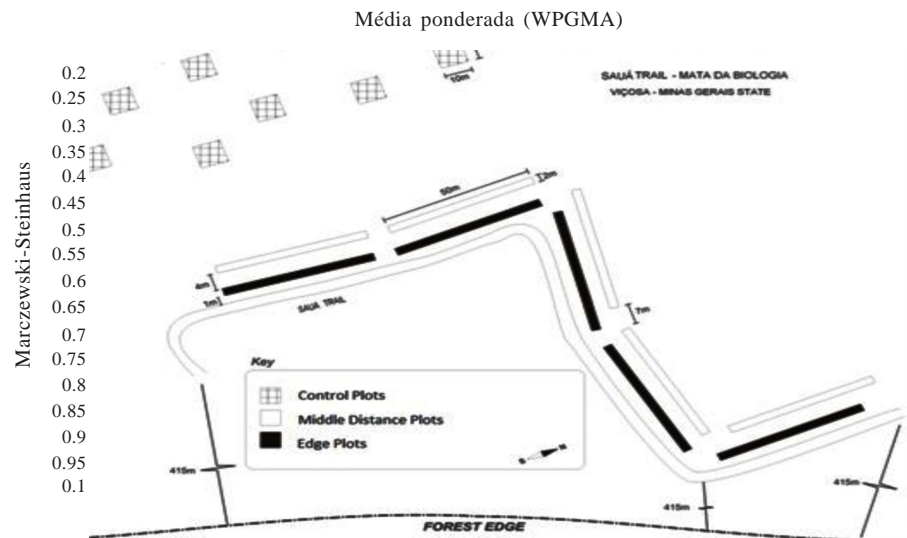 Média ponderada (WPGMA)
Marczewski-Steinhaus
0.2
0.25
0.3
0.35
0.4
0.45
0.5
0.55
0.6
0.65
0.7
0.75
0.8
0.85
0.9
0.95
0.1
10m
SAUÁ TRAIL - MATA DA BIOLOGIA
VIÇOSA - MINAS GERAIS STATE
50m
2m
4m
1m
SAUÁ TRAIL
7m
Key
Control Plots
Middle Distance Plots
Edge Plots
415m
415m
415m
FOREST EDGE